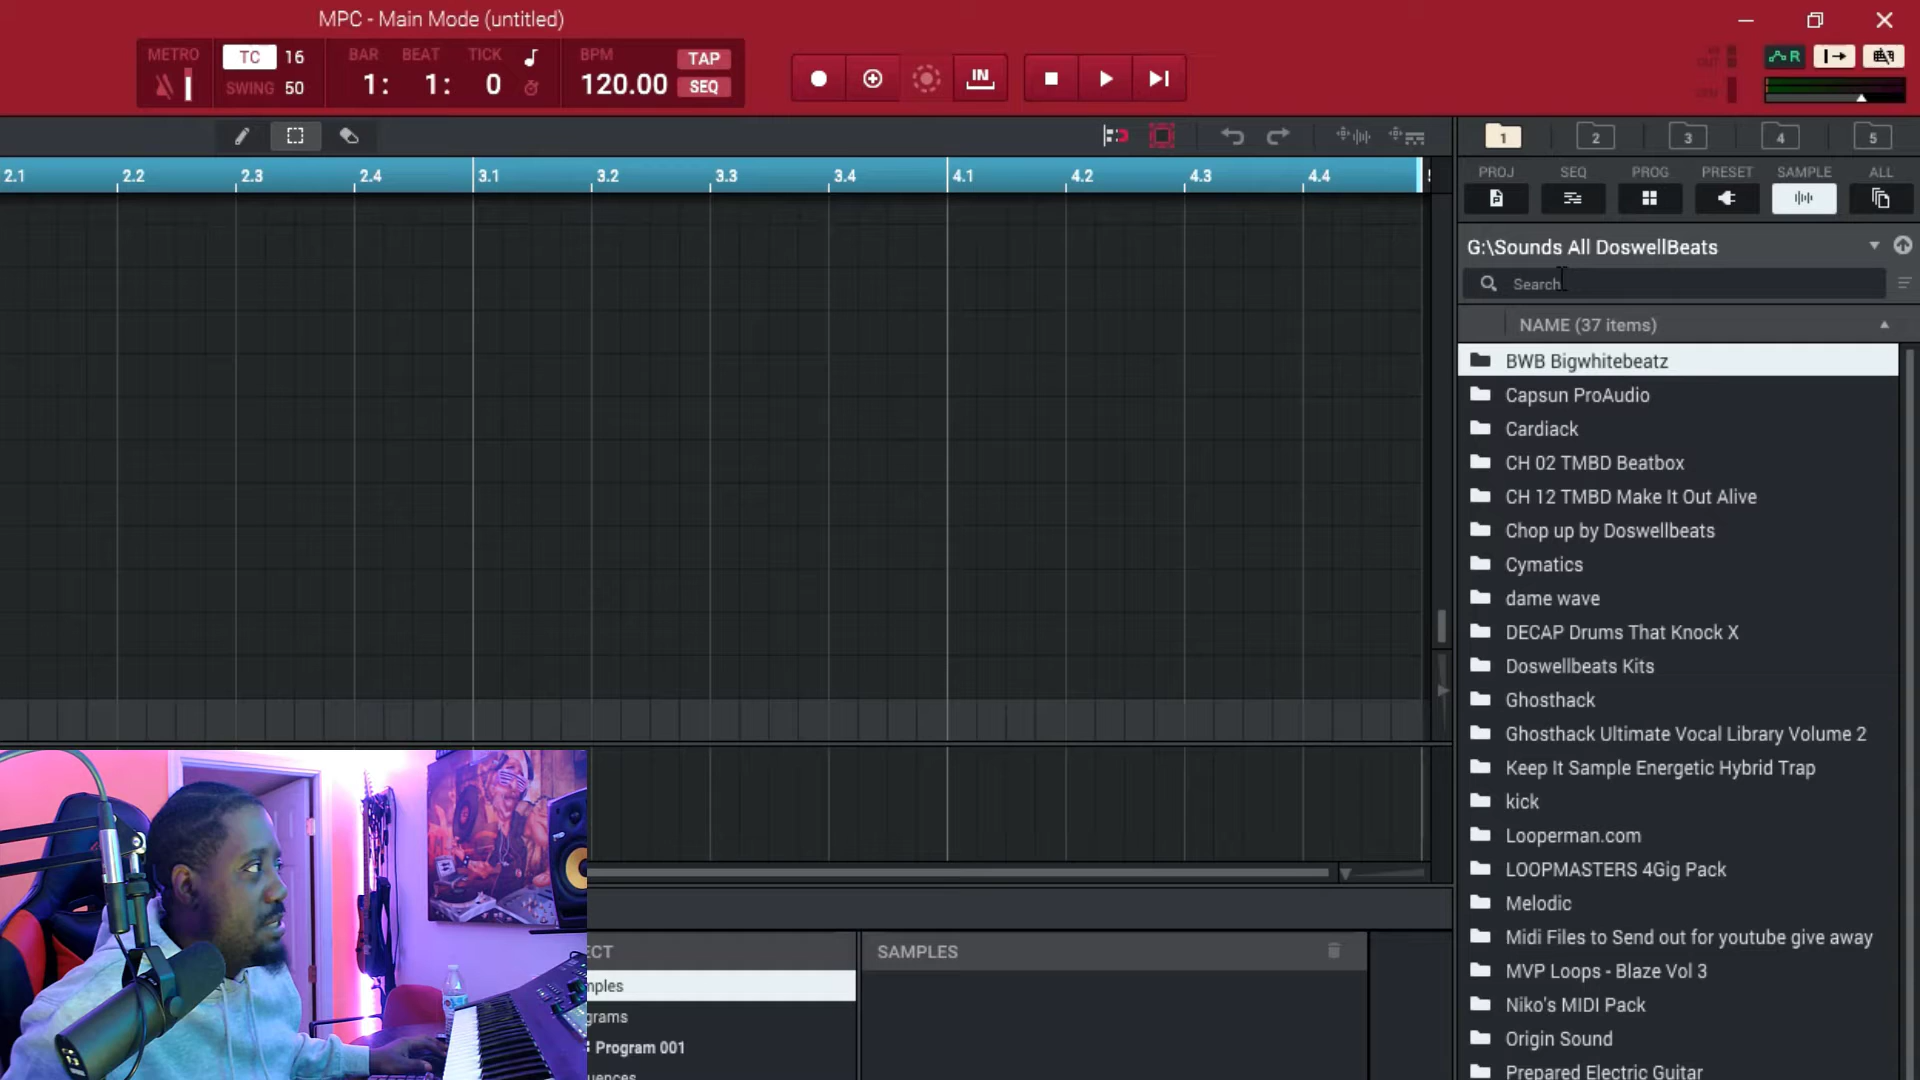 MPC - Main Mode (untitled)
METRO
TC 16
SWING 50
BAR BEAT TICK
1: 1: 0
BPM
120.00
TAP
SEQ
IN
R
1 2 3 4 5
2.1 2.2 2.3 2.4 3.1 3.2 3.3 3.4 4.1 4.2 4.3 4.4
PROJ SEQ PROG PRESET SAMPLE ALL
G:\Sounds All DoswellBeats
Search
NAME (37 items)
BWB Bigwhitebeatz
Capsun ProAudio
Cardiack
CH 02 TMBD Beatbox
CH 12 TMBD Make It Out Alive
Chop up by Doswellbeats
Cymatics
dame wave
DECAP Drums That Knock X
Doswellbeats Kits
Ghosthack
Ghosthack Ultimate Vocal Library Volume 2
Keep It Sample Energetic Hybrid Trap
kick
Looperman.com
LOOPMASTERS 4Gig Pack
Melodic
Midi Files to Send out for youtube give away
MVP Loops - Blaze Vol 3
Niko's MIDI Pack
Origin Sound
Prepared Electric Guitar
ECT
mples
grams
Program 001
uences
SAMPLES